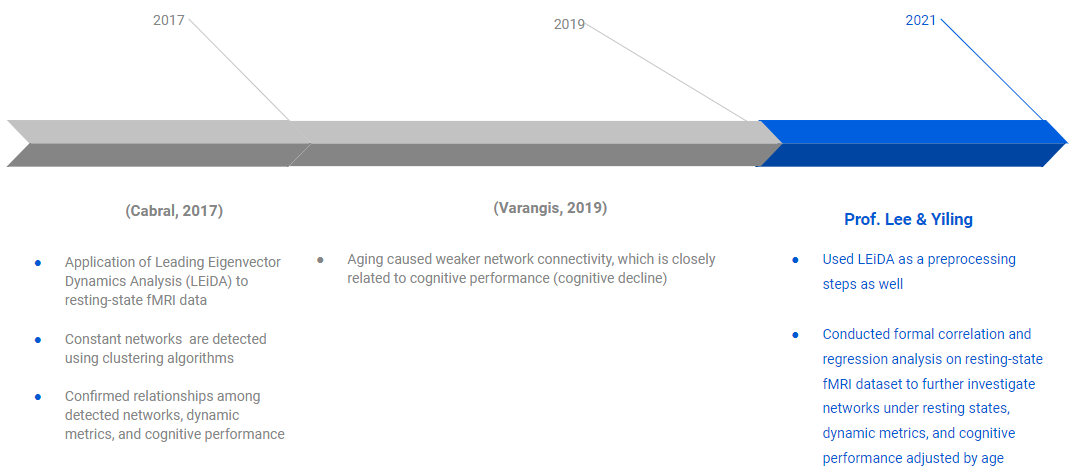 2017
2019
2021
(Cabral, 2017)
● Application of Leading Eigenvector
Dynamics Analysis (LEiDA) to
resting-state fMRI data
● Constant networks  are detected
using clustering algorithms
● Confirmed relationships among
detected networks, dynamic
metrics, and cognitive performance
(Varangis, 2019)
● Aging caused weaker network connectivity, which is closely
related to cognitive performance (cognitive decline)
Prof. Lee & Yiling
● Used LEiDA as a preprocessing
steps as well
● Conducted formal correlation and
regression analysis on resting-state
fMRI dataset to further investigate
networks under resting states,
dynamic metrics, and cognitive
performance adjusted by age